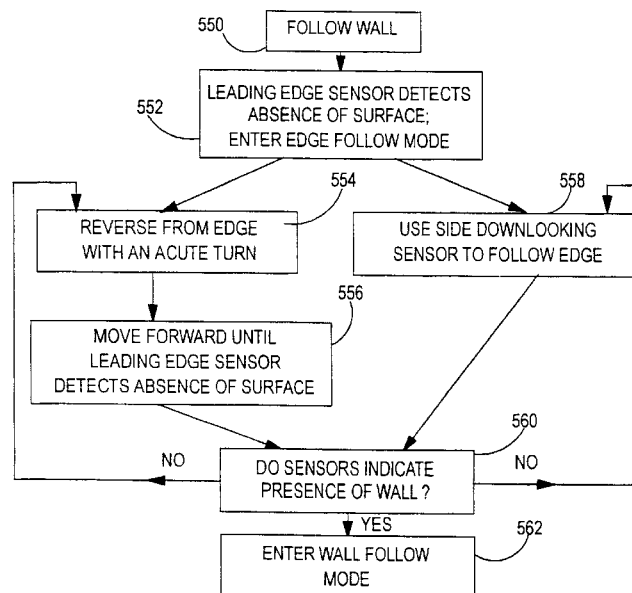 550
FOLLOW WALL
552
LEADING EDGE SENSOR DETECTS
ABSENCE OF SURFACE;
ENTER EDGE FOLLOW MODE
554
REVERSE FROM EDGE
WITH AN ACUTE TURN
558
USE SIDE DOWNLOOKING
SENSOR TO FOLLOW EDGE
556
MOVE FORWARD UNTIL
LEADING EDGE SENSOR
DETECTS ABSENCE OF SURFACE
560
NO
DO SENSORS INDICATE
PRESENCE OF WALL ?
NO
YES
562
ENTER WALL FOLLOW
MODE